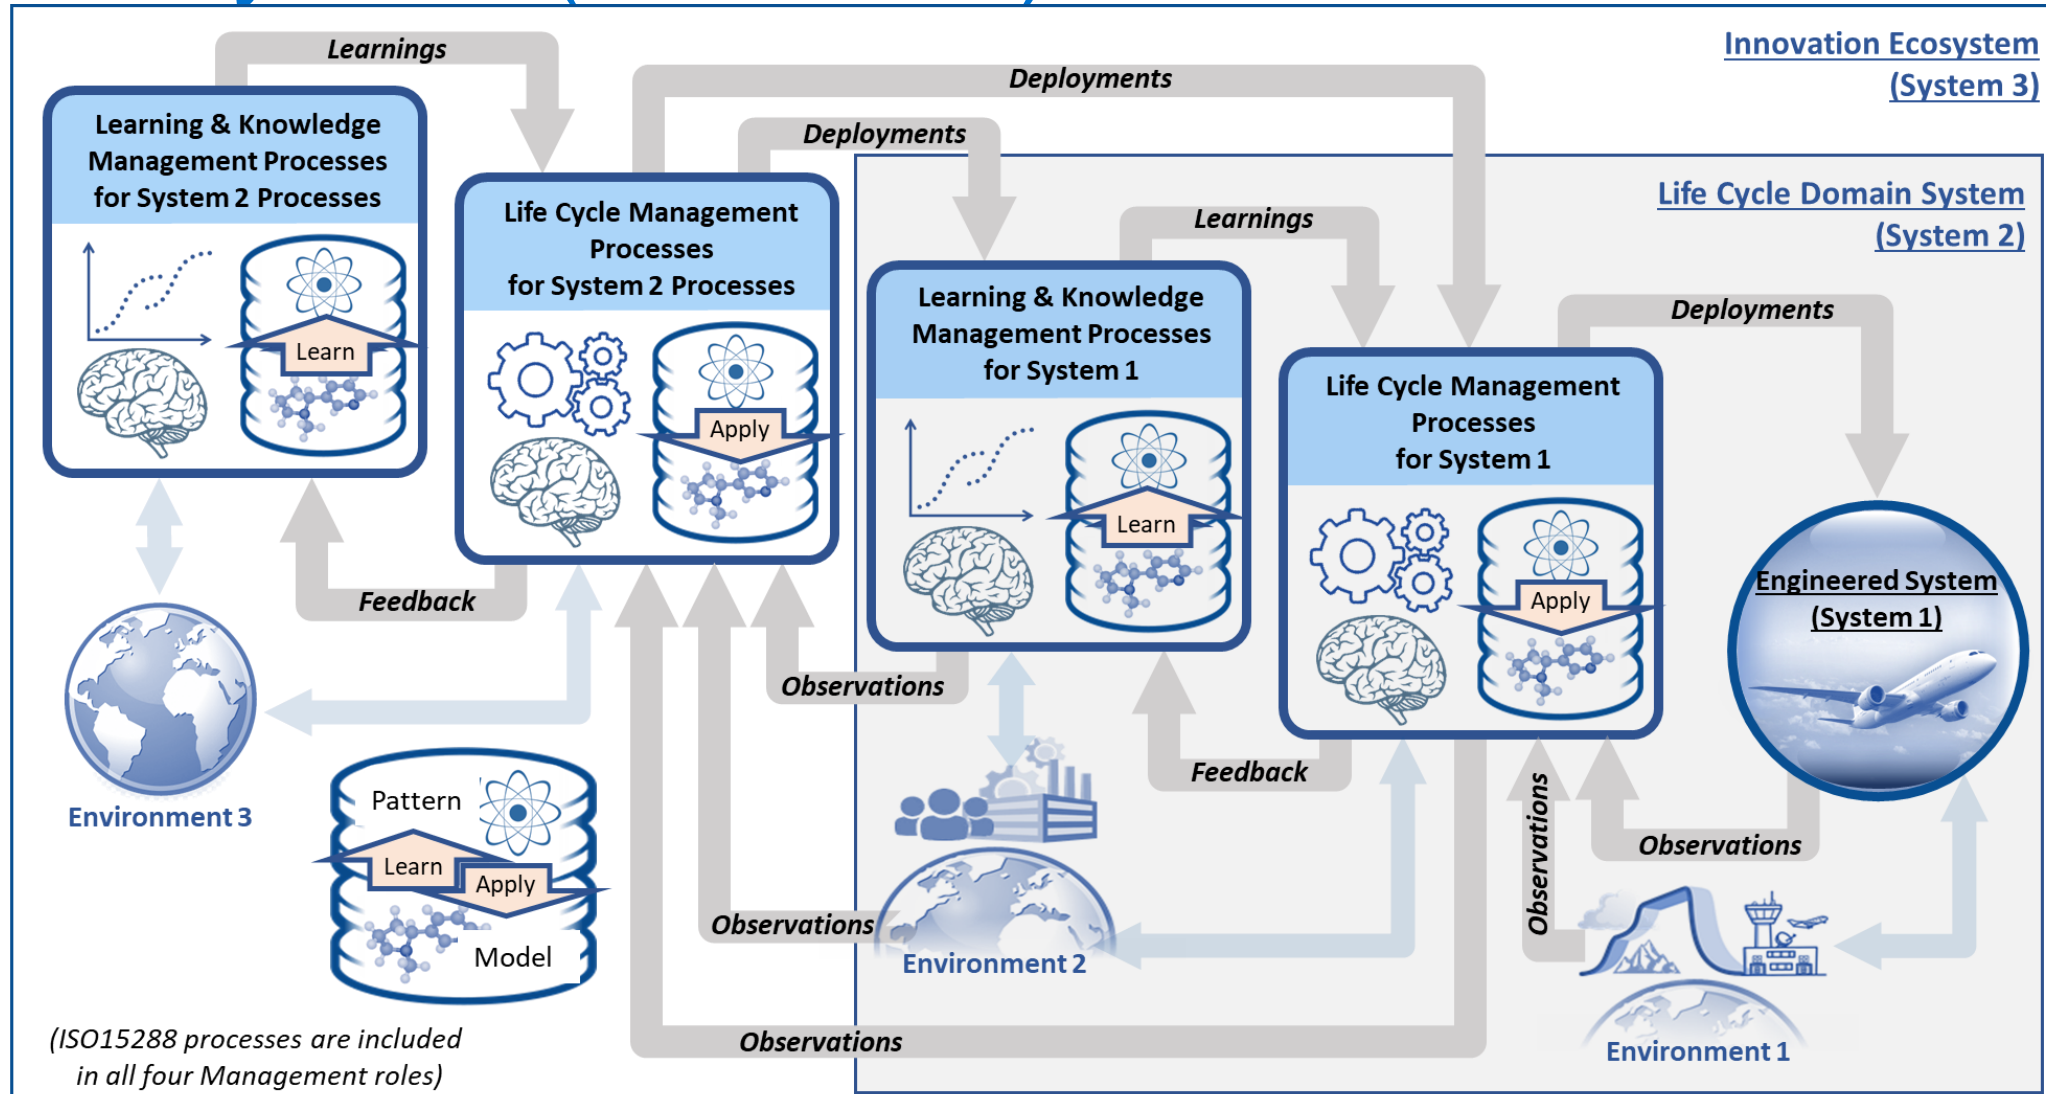 Learnings
Deployments
Innovation Ecosystem
(System 3)
Learning & Knowledge
Management Processes
for System 2 Processes
Deployments
Life Cycle Management
Processes
for System 2 Processes
Life Cycle Domain System
(System 2)
Learnings
Learning & Knowledge
Management Processes
for System 1
Deployments
Life Cycle Management
Processes
for System 1
Learn
Apply
Learn
Apply
Engineered System
(System 1)
Feedback
Observations
Feedback
Observations
Observations
Environment 3
Pattern
Learn
Apply
Model
Observations
Environment 2
Observations
Environment 1
(ISO15288 processes are included
in all four Management roles)